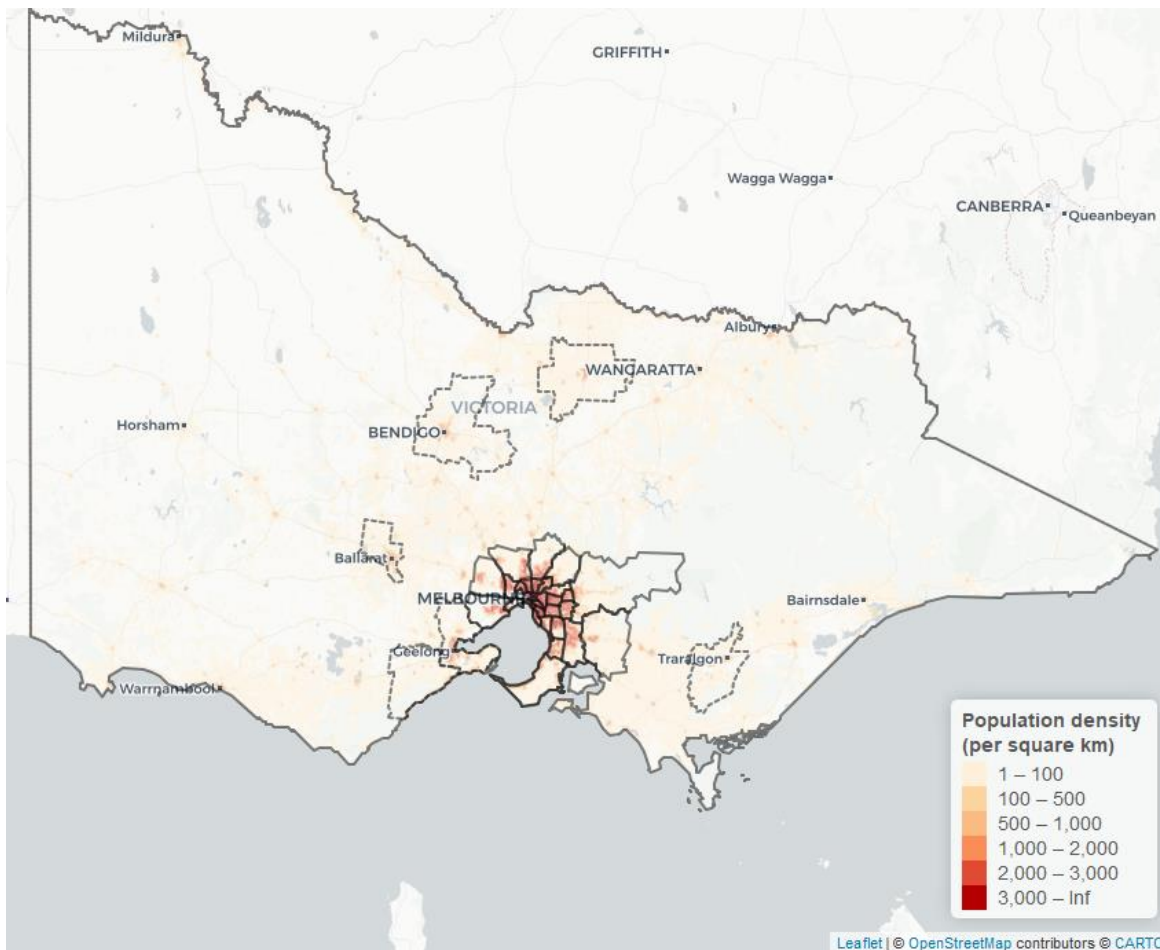 Mildura
GRIFFITH
Wagga Wagga
CANBERRA
Queanbeyan
Albury
WANGARATTA
VICTORIA
Horsham
BENDIGO
Ballarat
MELBOURNE
Bairnsdale
Geelong
Traralgon
Warrnambool
Population density
(per square km)
1 – 100
100 – 500
500 – 1,000
1,000 – 2,000
2,000 – 3,000
3,000 – Inf
Leaflet | © OpenStreetMap contributors © CARTO